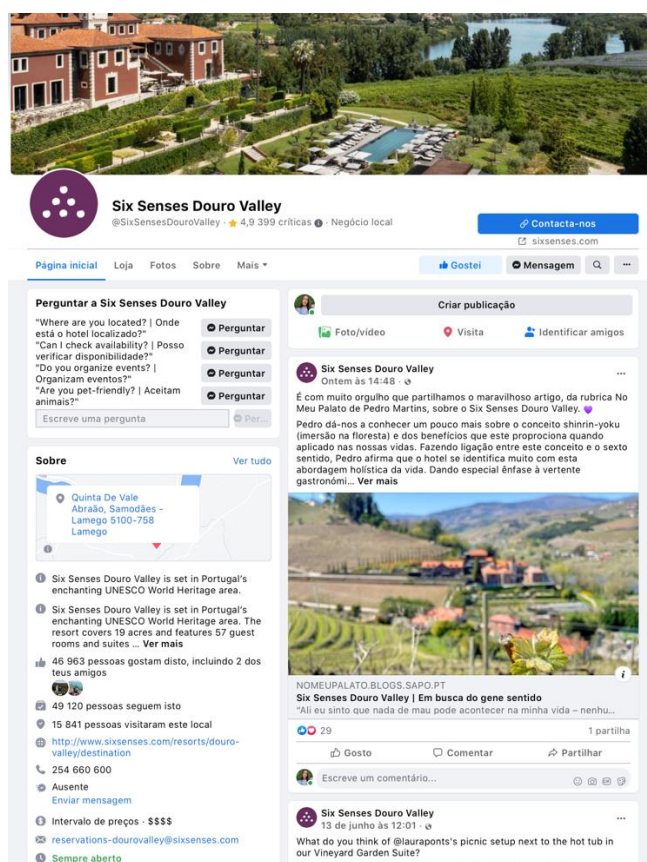 Six Senses Douro Valley
@SixSensesDouroValley · 4,9 399 críticas · Negócio local
Contacta-nos
sixsenses.com
Página inicial
Loja
Fotos
Sobre
Mais
Gostei
Mensagem
Perguntar a Six Senses Douro Valley
"Where are you located? | Onde
está o hotel localizado?"
Perguntar
"Can I check availability? | Posso
verificar disponibilidade?"
Perguntar
"Do you organize events? |
Organizam eventos?"
Perguntar
"Are you pet-friendly? | Aceitam
animais?"
Perguntar
Escreve uma pergunta
Per...
Sobre
Ver tudo
Quinta De Vale
Abraão, Samodães -
Lamego 5100-758
Lamego
Six Senses Douro Valley is set in Portugal's
enchanting UNESCO World Heritage area.
Six Senses Douro Valley is set in Portugal's
enchanting UNESCO World Heritage area. The
resort covers 19 acres and features 57 guest
rooms and suites ... Ver mais
46 963 pessoas gostam disto, incluindo 2 dos
teus amigos
49 120 pessoas seguem isto
15 841 pessoas visitaram este local
http://www.sixsenses.com/resorts/douro-
valley/destination
254 660 600
Ausente
Enviar mensagem
Intervalo de preços · $$$$
reservations-dourovalley@sixsenses.com
Sempre aberto
Criar publicação
Foto/vídeo
Visita
Identificar amigos
Six Senses Douro Valley
Ontem às 14:48 ·
É com muito orgulho que partilhamos o maravilhoso artigo, da rubrica No
Meu Palato de Pedro Martins, sobre o Six Senses Douro Valley. 💜
Pedro dá-nos a conhecer um pouco mais sobre o conceito shinrin-yoku
(imersão na floresta) e dos benefícios que este proprociona quando
aplicado nas nossas vidas. Fazendo ligação entre este conceito e o sexto
sentido, Pedro afirma que o hotel se identifica muito com esta
abordagem holística da vida. Dando especial ênfase à vertente
gastronómi... Ver mais
NOMEUPALATO.BLOGS.SAPO.PT
Six Senses Douro Valley | Em busca do gene sentido
"Ali eu sinto que nada de mau pode acontecer na minha vida – nenhu...
29
1 partilha
Gosto
Comentar
Partilhar
Escreve um comentário...
Six Senses Douro Valley
13 de junho às 12:01 ·
What do you think of @lauraponts's picnic setup next to the hot tub in
our Vineyard Garden Suite?